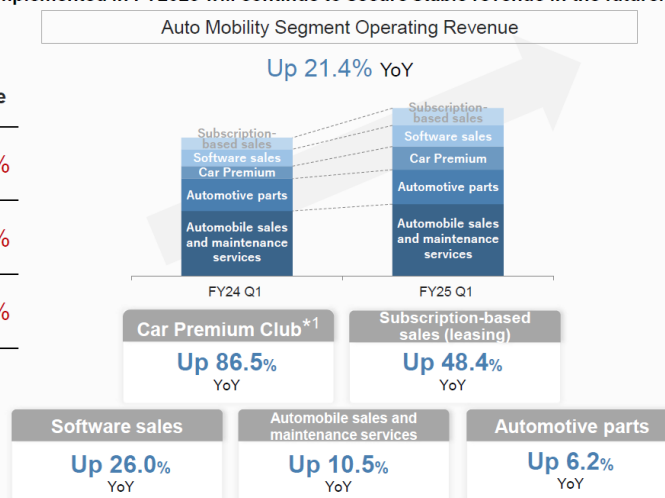 Auto Mobility Segment Operating Revenue
Up 21.4% YoY
e
%
%
%
Subscription-
based sales
Software sales
Car Premium
Automotive parts
Automobile sales
and maintenance
services
Subscription-
based sales
Software sales
Car Premium
Automotive parts
Automobile sales
and maintenance
services
FY24 Q1
FY25 Q1
Car Premium Club*1
Up 86.5%
YoY
Subscription-based
sales (leasing)
Up 48.4%
YoY
Software sales
Up 26.0%
YoY
Automobile sales and
maintenance services
Up 10.5%
YoY
Automotive parts
Up 6.2%
YoY